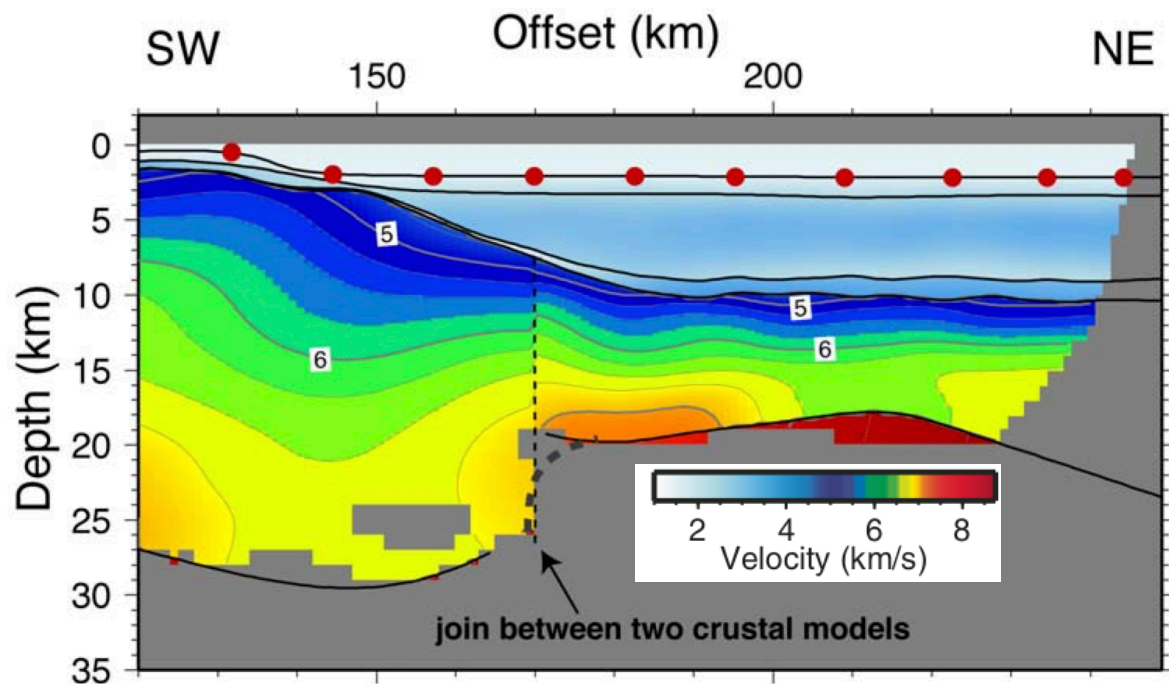 SW Offset (km) NE
150 200
0
5
10
15
20
25
30
35
Depth (km)
5
5
6
6
2 4 6 8
Velocity (km/s)
join between two crustal models